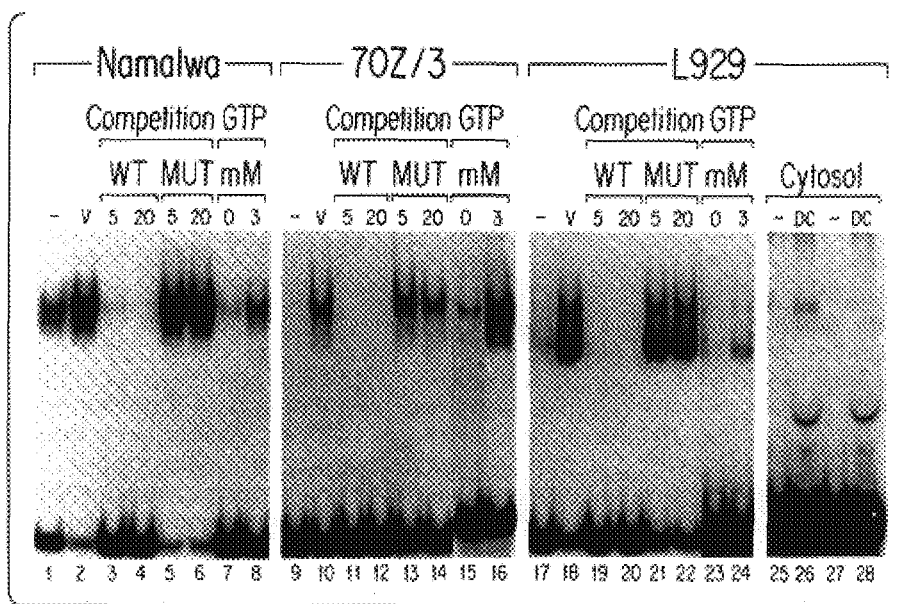 Namalwa 70Z/3 L929
Competition GTP Competition GTP Competition GTP
WT MUT mM WT MUT mM WT MUT mM Cytosol
- V 5 20 5 20 0 3 - V 5 20 5 20 0 3 - V 5 20 5 20 0 3 - DC - DC
1 2 3 4 5 6 7 8 9 10 11 12 13 14 15 16 17 18 19 20 21 22 23 24 25 26 27 28